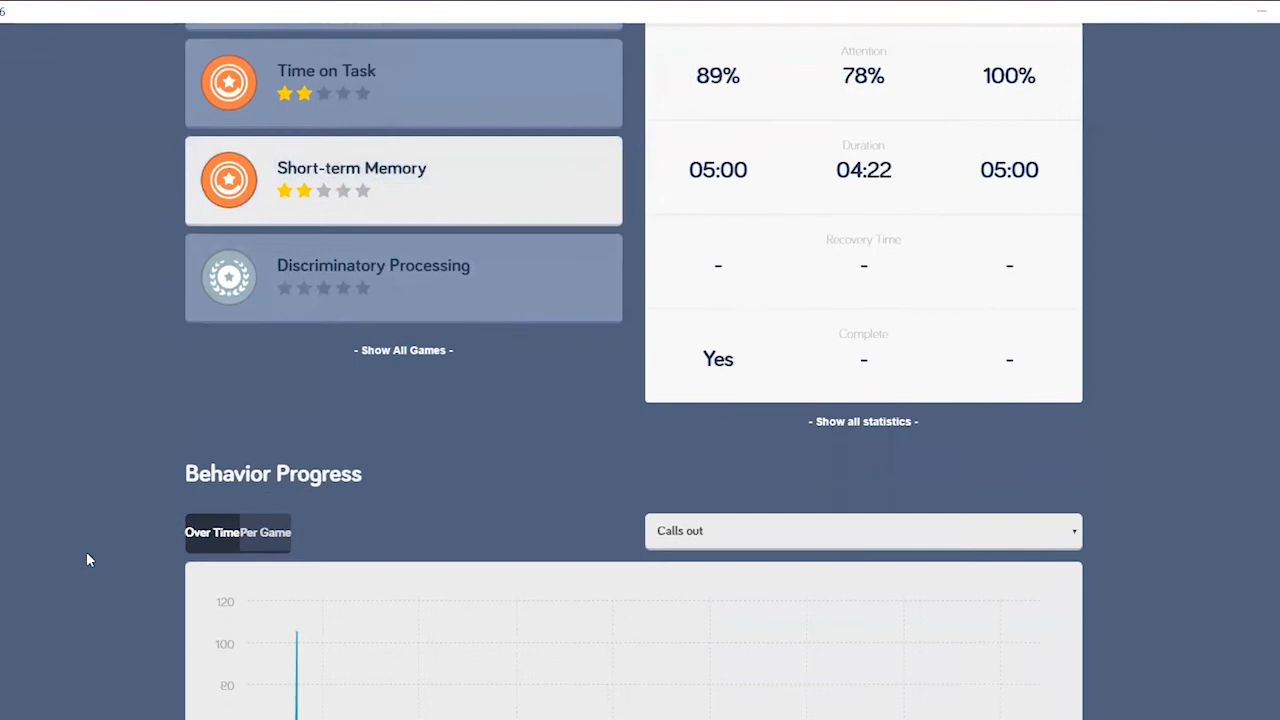 6
Time on Task
Short-term Memory
Discriminatory Processing
- Show All Games -
Attention
89% 78% 100%
Duration
05:00 04:22 05:00
Recovery Time
- - -
Complete
Yes - -
- Show all statistics -
Behavior Progress
Over Time Per Game
Calls out
120
100
80